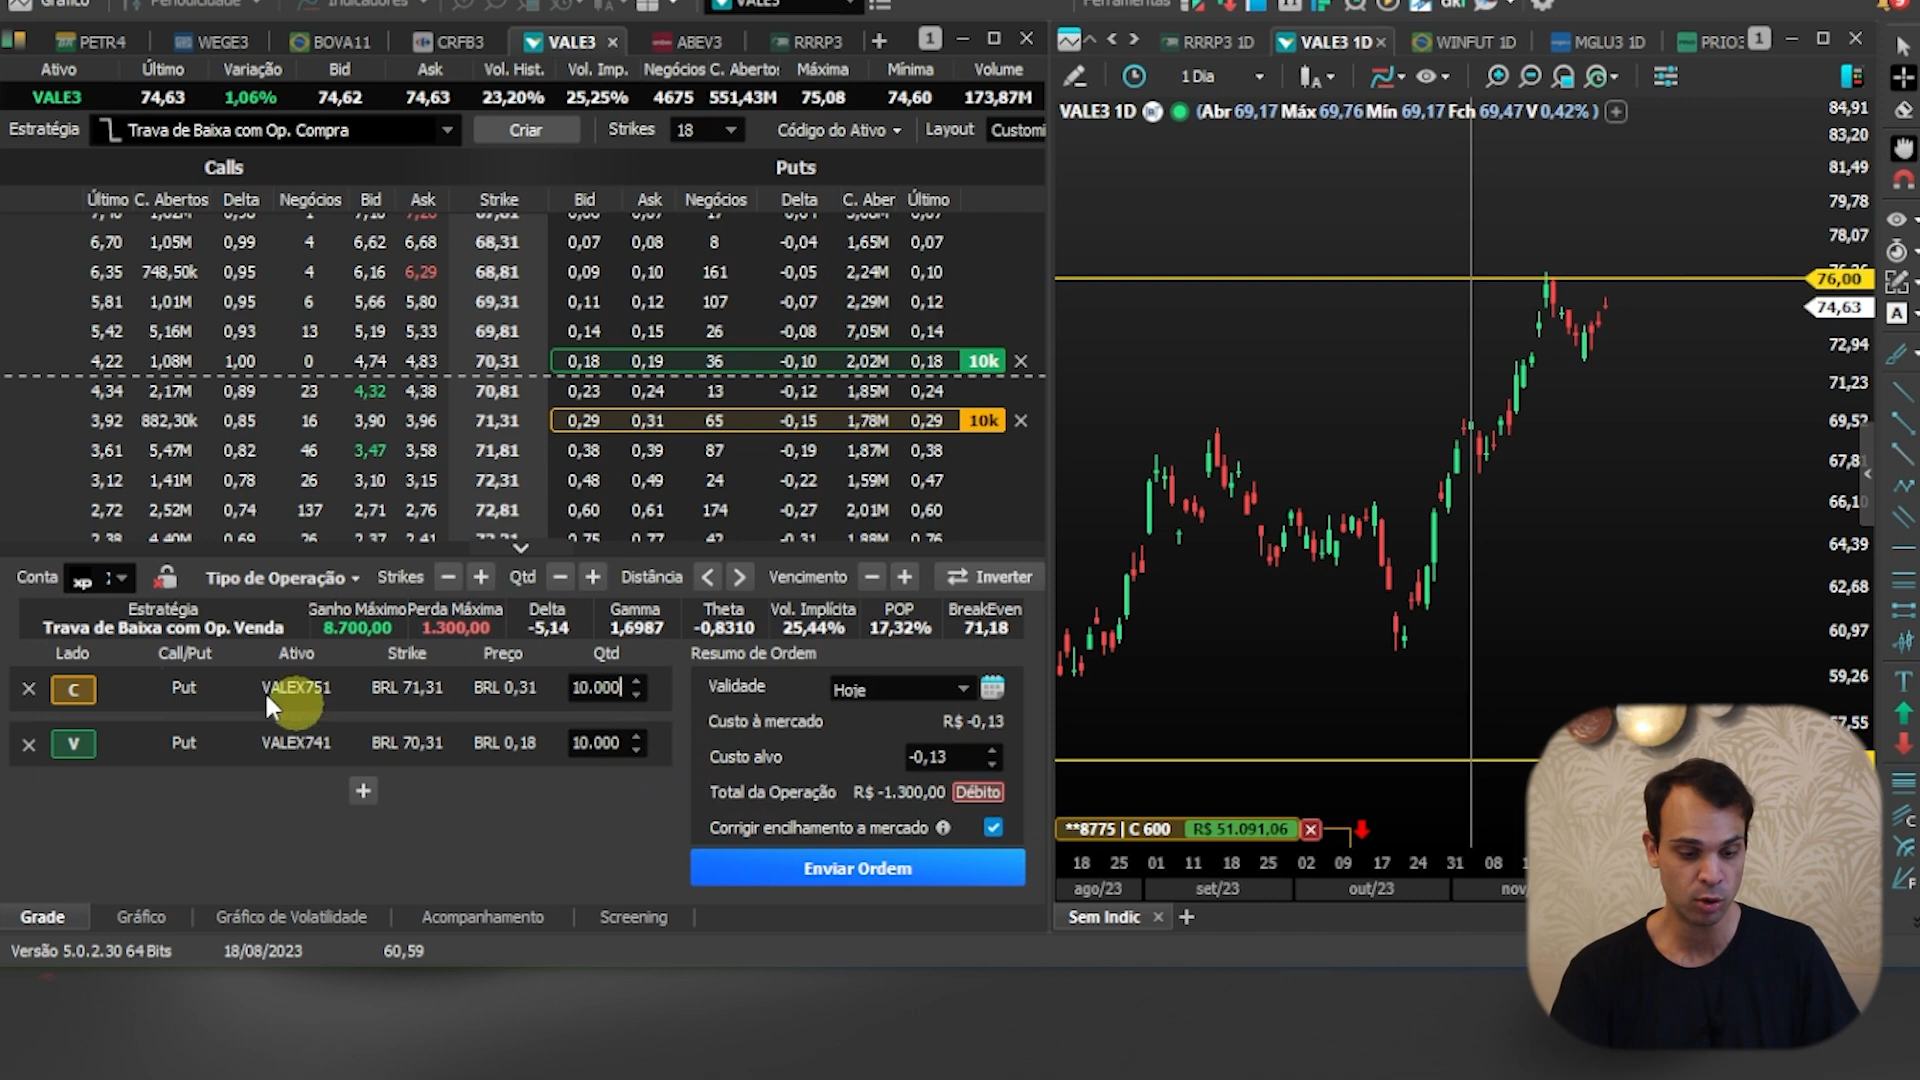 Gráfico
Periodicidade
Indicadores
VALE3
Ferramentas
PETR4 WEGE3 BOVA11 CRFB3 VALE3 ABEV3 RRRP3 1
Ativo Último Variação Bid Ask Vol. Hist. Vol. Imp. Negócios C. Abertos Máxima Mínima Volume
VALE3 74,63 1,06% 74,62 74,63 23,20% 25,25% 4675 551,43M 75,08 74,60 173,87M
Estratégia Trava de Baixa com Op. Compra Criar Strikes 18 Código do Ativo Layout Customi
Calls Puts
Último C. Abertos Delta Negócios Bid Ask Strike Bid Ask Negócios Delta C. Aber Último
6,70 1,05M 0,99 4 6,62 6,68 68,31 0,07 0,08 8 -0,04 1,65M 0,07
6,35 748,50k 0,95 4 6,16 6,29 68,81 0,09 0,10 161 -0,05 2,24M 0,10
5,81 1,01M 0,95 6 5,66 5,80 69,31 0,11 0,12 107 -0,07 2,29M 0,12
5,42 5,16M 0,93 13 5,19 5,33 69,81 0,14 0,15 26 -0,08 7,05M 0,14
4,22 1,08M 1,00 0 4,74 4,83 70,31 0,18 0,19 36 -0,10 2,02M 0,18 10k
4,34 2,17M 0,89 23 4,32 4,38 70,81 0,23 0,24 13 -0,12 1,85M 0,24
3,92 882,30k 0,85 16 3,90 3,96 71,31 0,29 0,31 65 -0,15 1,78M 0,29 10k
3,61 5,47M 0,82 46 3,47 3,58 71,81 0,38 0,39 87 -0,19 1,87M 0,38
3,12 1,41M 0,78 26 3,10 3,15 72,31 0,48 0,49 24 -0,22 1,59M 0,47
2,72 2,52M 0,74 137 2,71 2,76 72,81 0,60 0,61 174 -0,27 2,01M 0,60
Conta xp Tipo de Operação Strikes Qtd Distância Vencimento Inverter
Estratégia Ganho Máximo Perda Máxima Delta Gamma Theta Vol. Implícita POP BreakEven
Trava de Baixa com Op. Venda 8.700,00 1.300,00 -5,14 1,6987 -0,8310 25,44% 17,32% 71,18
Lado Call/Put Ativo Strike Preço Qtd
C Put VALEX751 BRL 71,31 BRL 0,31 10.000
V Put VALEX741 BRL 70,31 BRL 0,18 10.000
Resumo de Ordem
Validade Hoje
Custo à mercado R$ -0,13
Custo alvo -0,13
Total da Operação R$ -1.300,00 Débito
Corrigir encilhamento a mercado
Enviar Ordem
Grade Gráfico Gráfico de Volatilidade Acompanhamento Screening
Versão 5.0.2.30 64 Bits 18/08/2023 60,59
RRRP3 1D VALE3 1D WINFUT 1D MGLU3 1D PRIO3 1
1 Dia
VALE3 1D (Abr 69,17 Máx 69,76 Mín 69,17 Fch 69,47 V 0,42% )
84,91
83,20
81,49
79,78
78,07
76,00
74,63
72,94
71,23
69,52
67,81
66,10
64,39
62,68
60,97
59,26
57,55
**8775 | C 600 R$ 51.091,06
18 25 01 11 18 25 02 09 17 24 31 08
ago/23 set/23 out/23 nov
Sem Indic